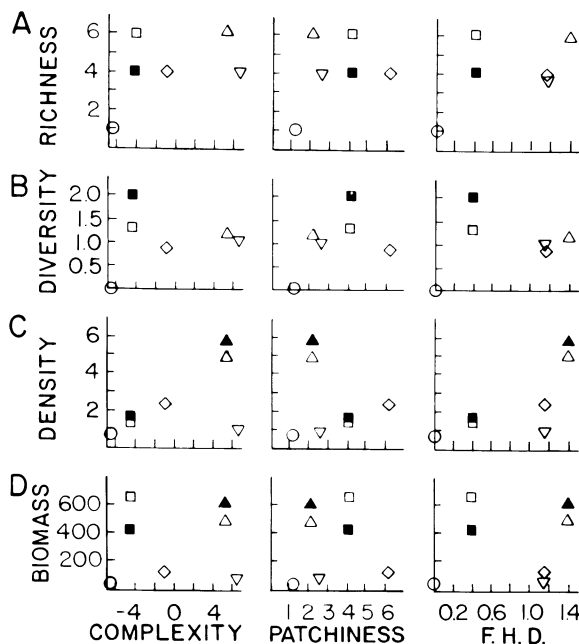 A
RICHNESS
6
4
2
B
DIVERSITY
2.0
1.5
1.0
0.5
C
DENSITY
6
4
2
D
BIOMASS
600
400
200
-4 0 4
COMPLEXITY
1 2 3 4 5 6
PATCHINESS
0.2 0.6 1.0 1.4
F. H. D.